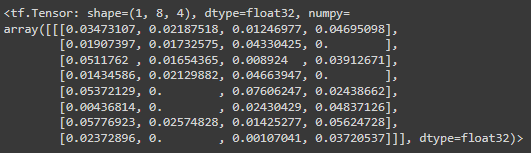 <tf.Tensor: shape=(1, 8, 4), dtype=float32, numpy=
array([[[0.03473107, 0.02187518, 0.01246977, 0.04695098],
        [0.01907397, 0.01732575, 0.04330425, 0.        ],
        [0.0511762 , 0.01654365, 0.008924  , 0.03912671],
        [0.01434586, 0.02129882, 0.04663947, 0.        ],
        [0.05372129, 0.        , 0.07606247, 0.02438662],
        [0.00436814, 0.        , 0.02430429, 0.04837126],
        [0.05776923, 0.02574828, 0.01425277, 0.05624728],
        [0.02372896, 0.        , 0.00107041, 0.03720537]]], dtype=float32)>